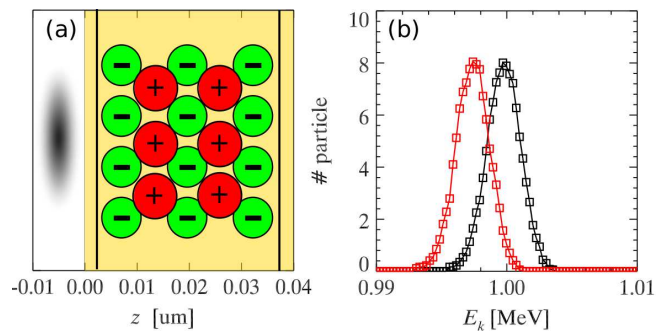 (a)
− − −
+ +
− − −
+ +
− − −
+ +
− − −
-0.01 0.00 0.01 0.02 0.03 0.04
z [um]
(b)
10
8
6
4
2
0
# particle
0.99 1.00 1.01
E_k [MeV]